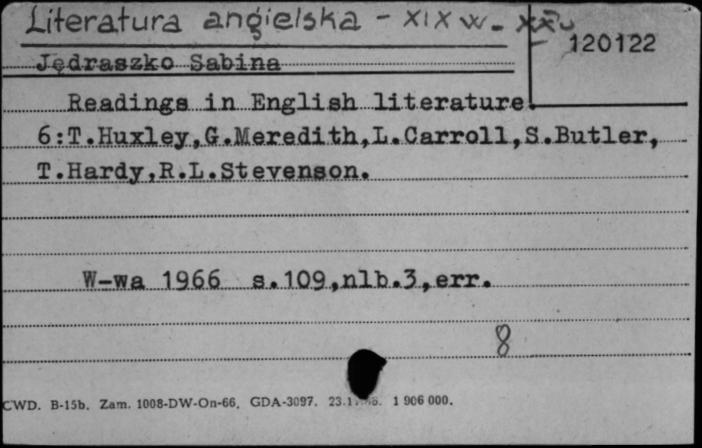 Literatura angielska - XIX w. - XX w
120122
Jędraszko Sabina
Readings in English literature.
6:T.Huxley,G.Meredith,L.Carroll,S.Butler,
T.Hardy,R.L.Stevenson.
W-wa 1966 s.109,nlb.3,err.
8
CWD. B-15b. Zam. 1008-DW-On-66. GDA-3097. 1 906 000.